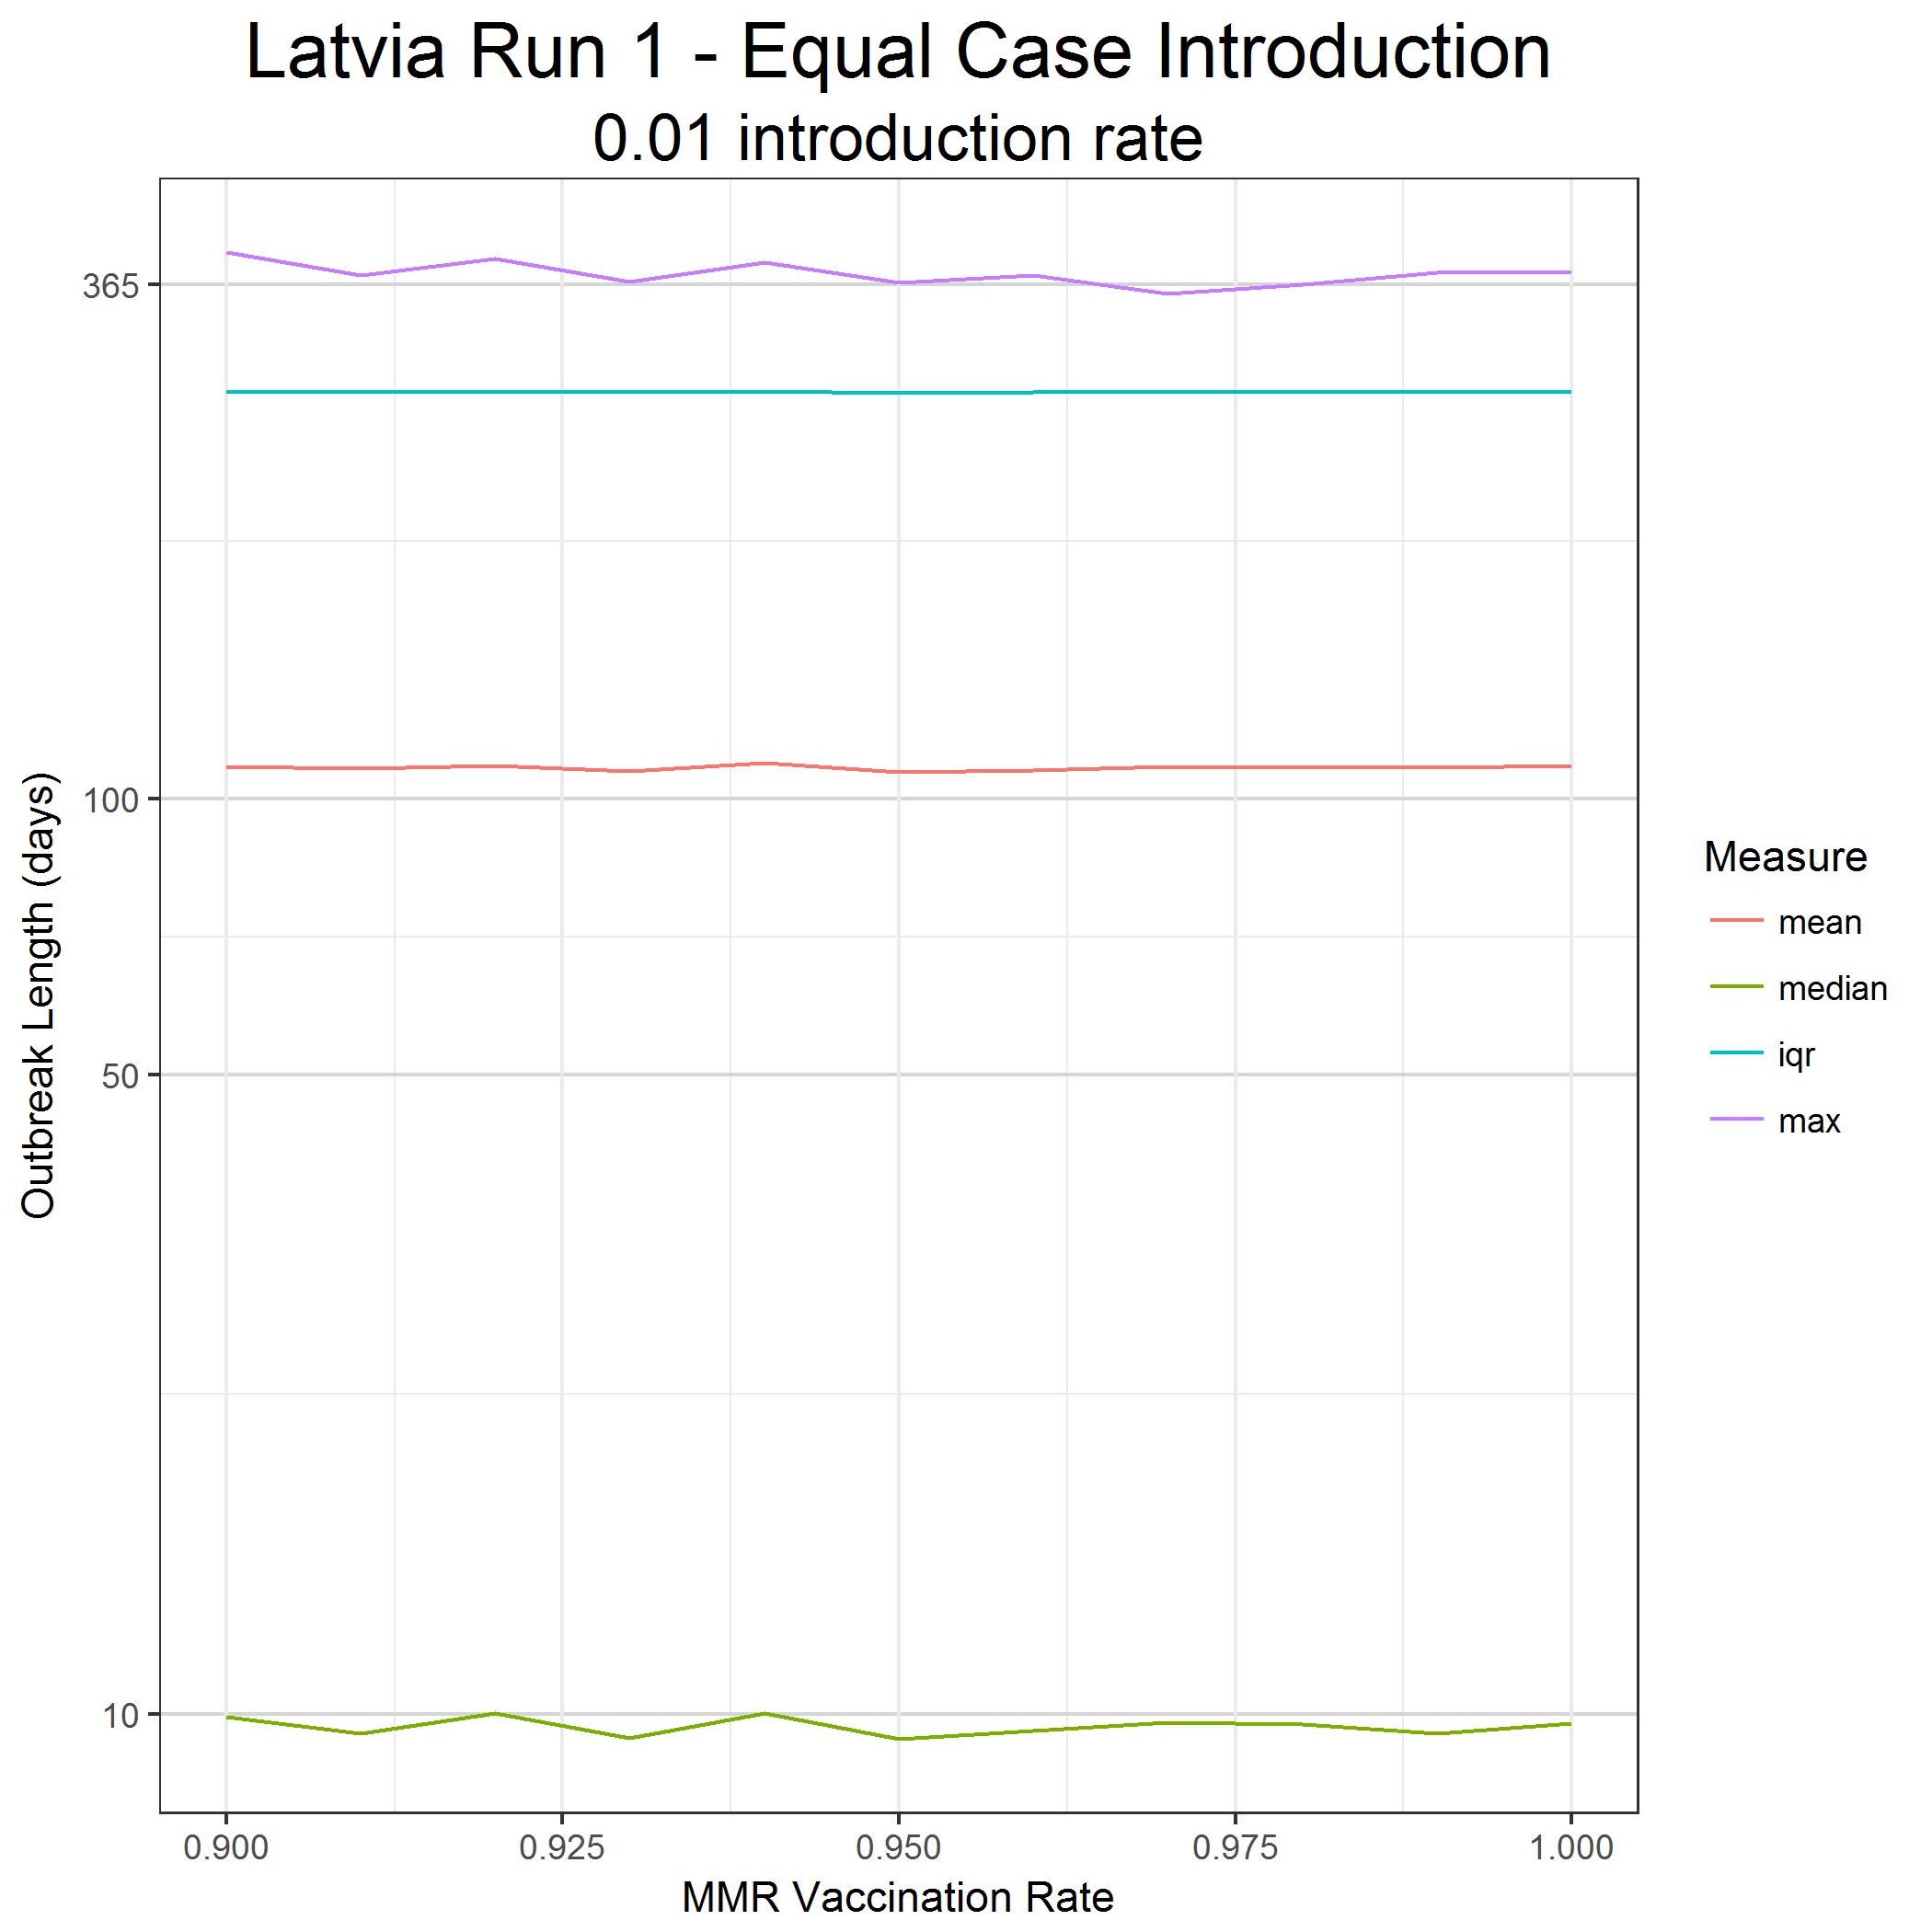 Latvia Run 1 - Equal Case Introduction
0.01 introduction rate
Outbreak Length (days)
365
100
50
10
0.900
0.925
0.950
0.975
1.000
MMR Vaccination Rate
Measure
mean
median
iqr
max